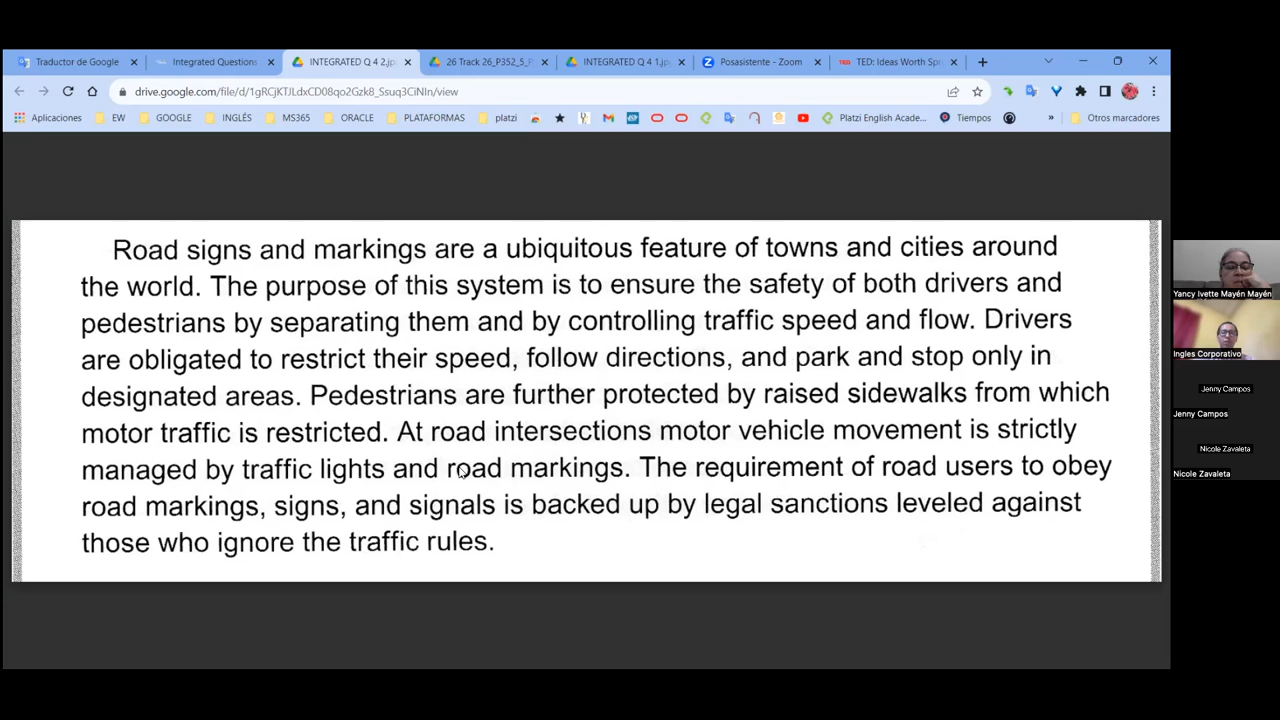 Traductor de Google
Integrated Questions
INTEGRATED Q 4 2.jp
26 Track 26_P352_5_P
INTEGRATED Q 4 1.jp
Posasistente - Zoom
TED: Ideas Worth Spr
drive.google.com/file/d/1gRCjKTJLdxCD08qo2Gzk8_Ssuq3CiNIn/view
Aplicaciones
EW
GOOGLE
INGLÉS
MS365
ORACLE
PLATAFORMAS
platzi
Platzi English Acade...
Tiempos
»
Otros marcadores
Road signs and markings are a ubiquitous feature of towns and cities around
the world. The purpose of this system is to ensure the safety of both drivers and
pedestrians by separating them and by controlling traffic speed and flow. Drivers
are obligated to restrict their speed, follow directions, and park and stop only in
designated areas. Pedestrians are further protected by raised sidewalks from which
motor traffic is restricted. At road intersections motor vehicle movement is strictly
managed by traffic lights and road markings. The requirement of road users to obey
road markings, signs, and signals is backed up by legal sanctions leveled against
those who ignore the traffic rules.
Yancy Ivette Mayén Mayén
Ingles Corporativo
Jenny Campos
Jenny Campos
Nicole Zavaleta
Nicole Zavaleta